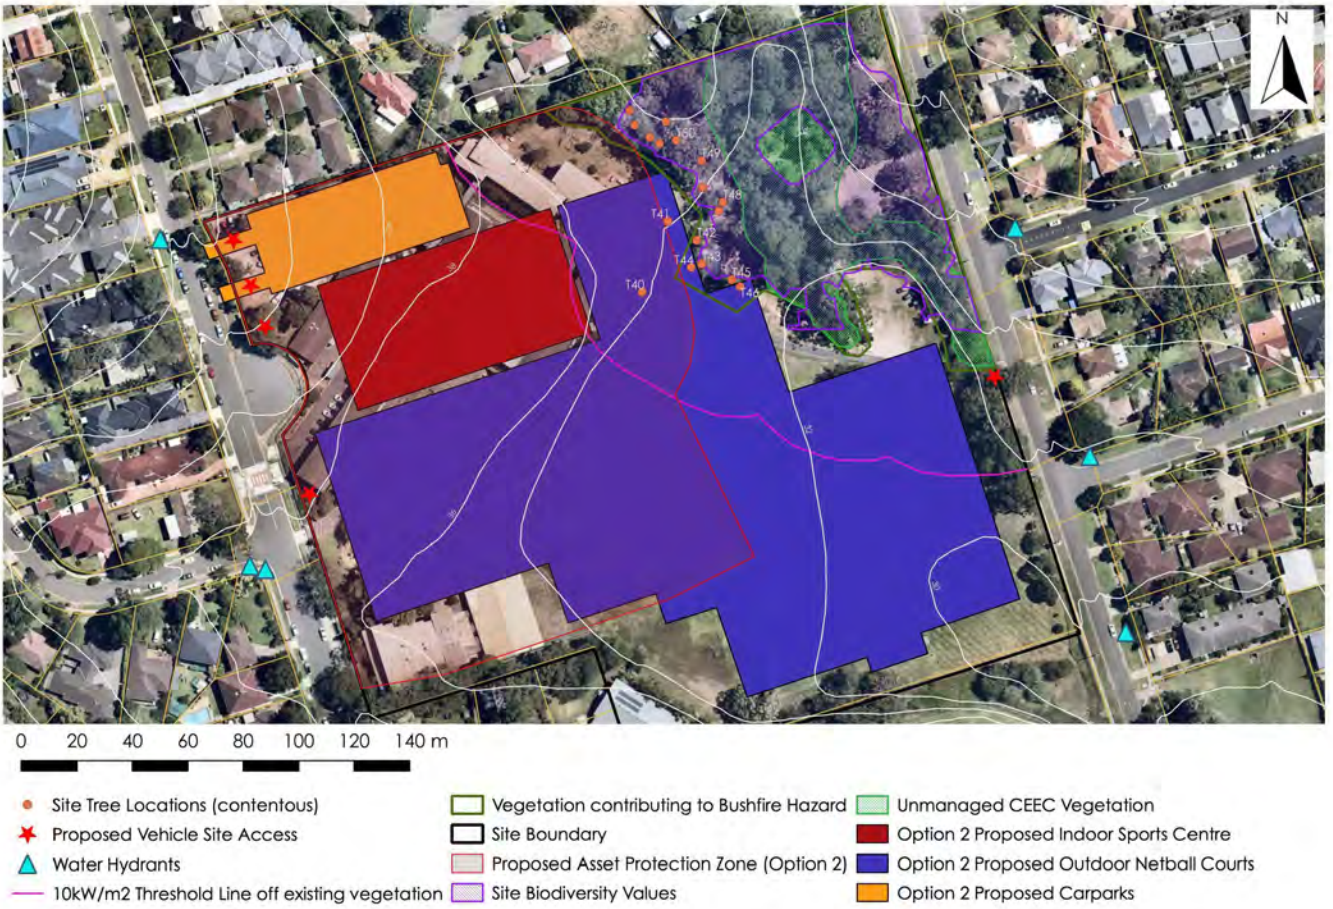 N
T50
T49
T48
T41
T42
T43
T44
T45
T46
T40
36
35
30
0 20 40 60 80 100 120 140 m
Site Tree Locations (contentous)
Proposed Vehicle Site Access
Water Hydrants
10kW/m2 Threshold Line off existing vegetation
Vegetation contributing to Bushfire Hazard
Site Boundary
Proposed Asset Protection Zone (Option 2)
Site Biodiversity Values
Unmanaged CEEC Vegetation
Option 2 Proposed Indoor Sports Centre
Option 2 Proposed Outdoor Netball Courts
Option 2 Proposed Carparks